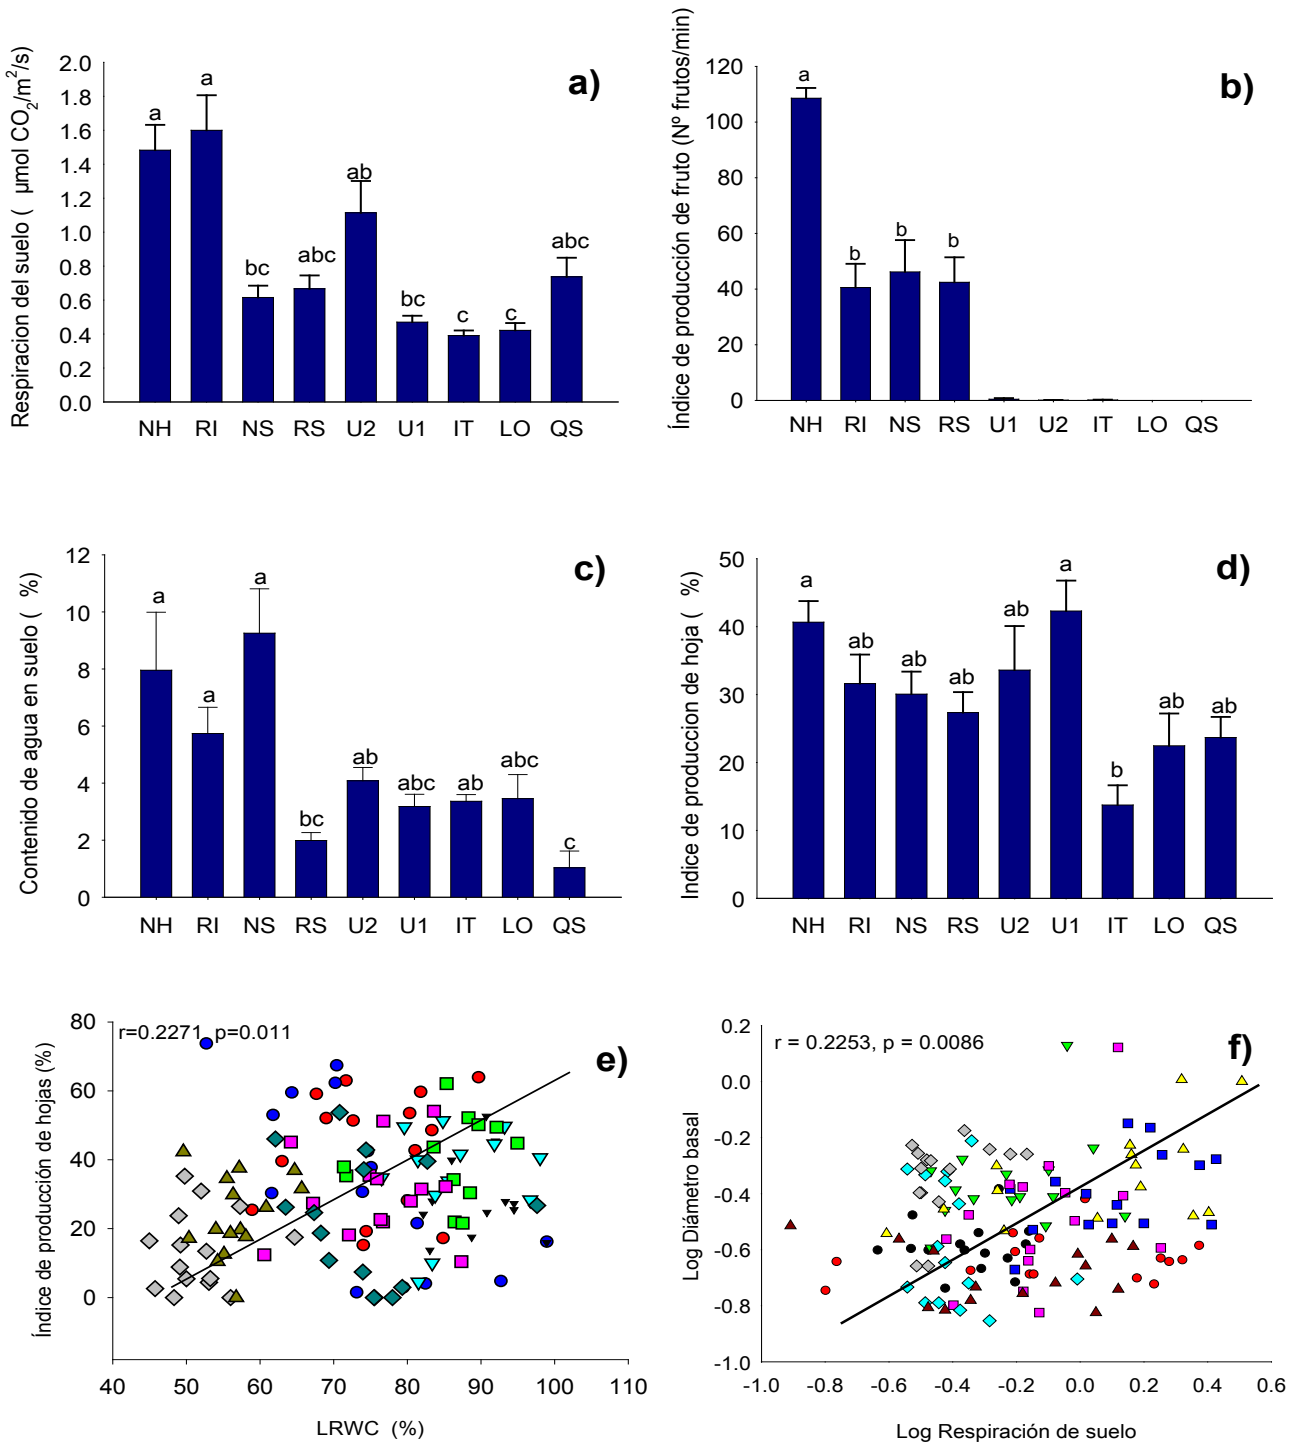 Respiracion del suelo ( µmol CO2/m²/s)
2.0
1.8
1.6
1.4
1.2
1.0
0.8
0.6
0.4
0.2
0.0
a
a
bc
abc
ab
bc
c
c
abc
a)
NH RI NS RS U2 U1 IT LO QS
Índice de producción de fruto (Nº frutos/min)
120
100
80
60
40
20
0
a
b
b
b
b)
NH RI NS RS U1 U2 IT LO QS
Contenido de agua en suelo ( %)
12
10
8
6
4
2
0
a
a
a
bc
ab
abc
ab
abc
c
c)
NH RI NS RS U2 U1 IT LO QS
Indice de produccion de hoja ( %)
50
40
30
20
10
0
a
ab
ab
ab
ab
a
b
ab
ab
d)
NH RI NS RS U2 U1 IT LO QS
Índice de producción de hojas (%)
80
60
40
20
0
r=0.2271, p=0.011
e)
40 50 60 70 80 90 100 110
LRWC (%)
Log Diámetro basal
0.2
0.0
-0.2
-0.4
-0.6
-0.8
-1.0
r = 0.2253, p = 0.0086
f)
-1.0 -0.8 -0.6 -0.4 -0.2 0.0 0.2 0.4 0.6
Log Respiración de suelo